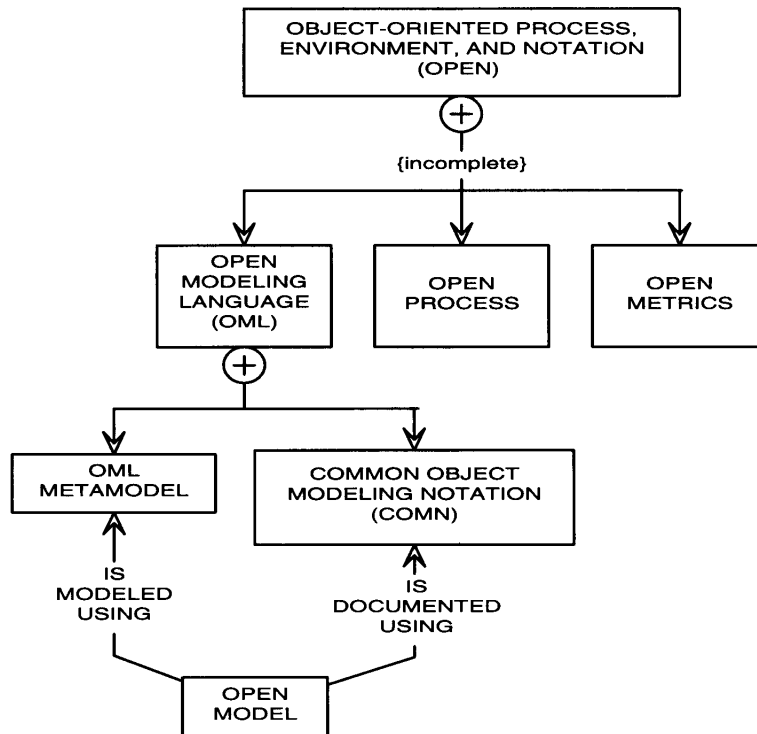 OBJECT-ORIENTED PROCESS,
ENVIRONMENT, AND NOTATION
(OPEN)
{incomplete}
OPEN
MODELING
LANGUAGE
(OML)
OPEN
PROCESS
OPEN
METRICS
OML
METAMODEL
COMMON OBJECT
MODELING NOTATION
(COMN)
IS
MODELED
USING
IS
DOCUMENTED
USING
OPEN
MODEL